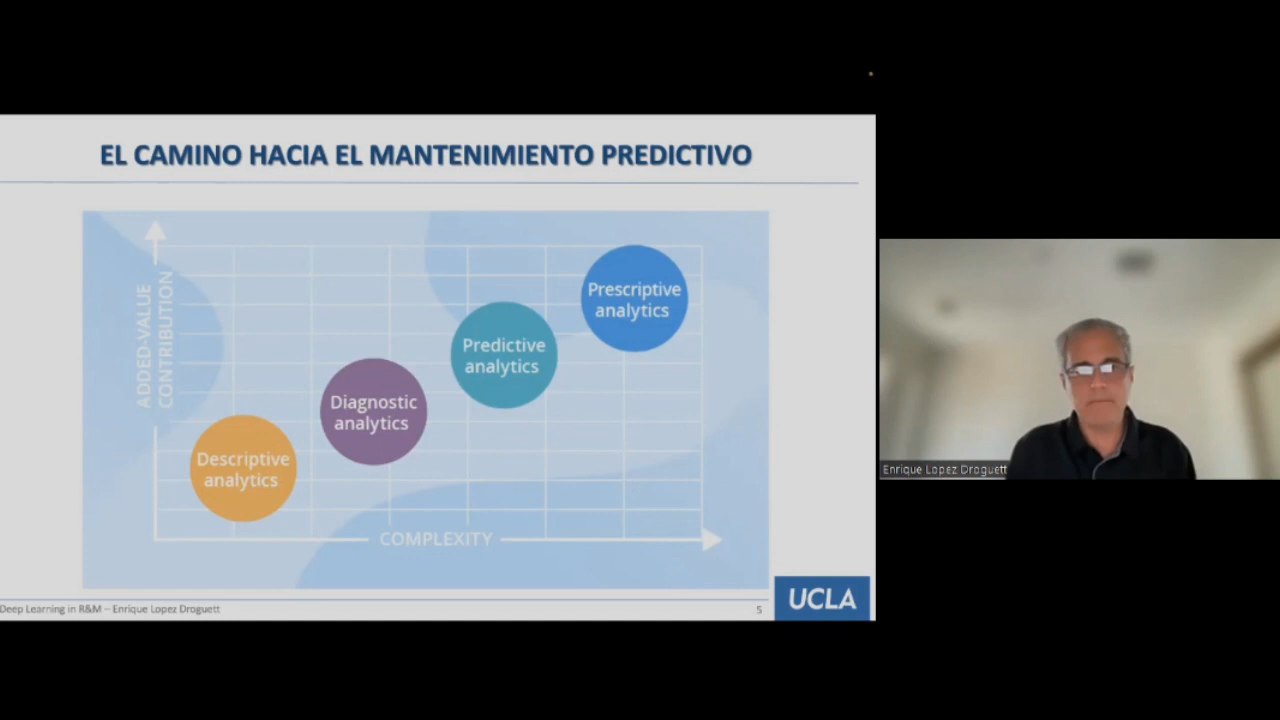 EL CAMINO HACIA EL MANTENIMIENTO PREDICTIVO
ADDED-VALUE
CONTRIBUTION
Prescriptive
analytics
Predictive
analytics
Diagnostic
analytics
Descriptive
analytics
COMPLEXITY
Deep Learning in R&M – Enrique Lopez Droguett
5
UCLA
Enrique Lopez Droguett